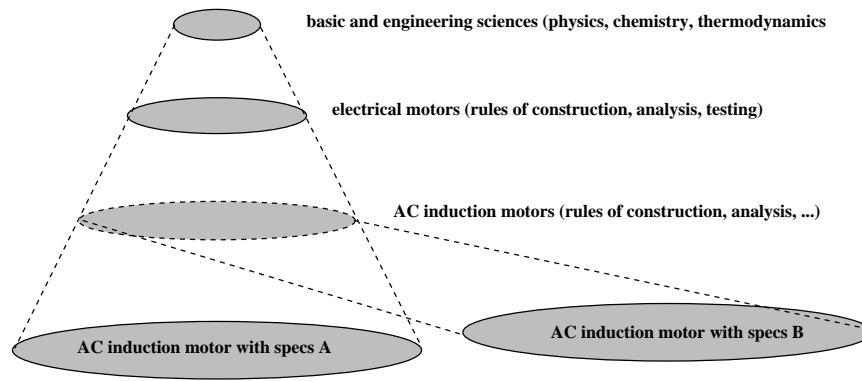 basic and engineering sciences (physics, chemistry, thermodynamics
electrical motors (rules of construction, analysis, testing)
AC induction motors (rules of construction, analysis, ...)
AC induction motor with specs A
AC induction motor with specs B